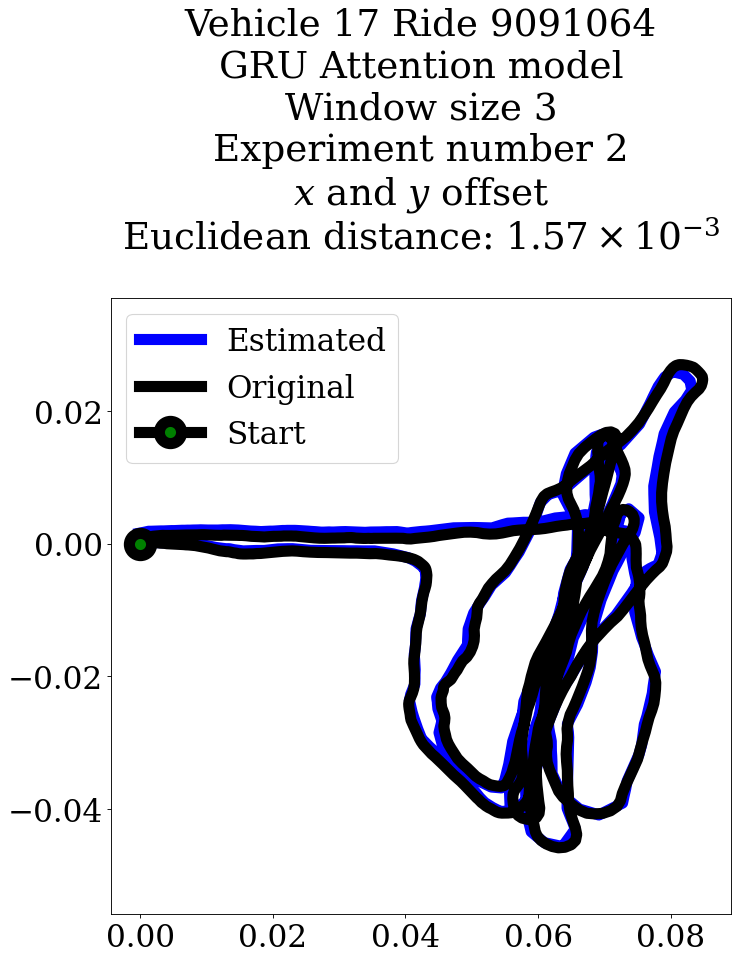 Vehicle 17 Ride 9091064
GRU Attention model
Window size 3
Experiment number 2
x and y offset
Euclidean distance: 1.57 × 10⁻³
Estimated
Original
Start
0.02
0.00
−0.02
−0.04
0.00 0.02 0.04 0.06 0.08